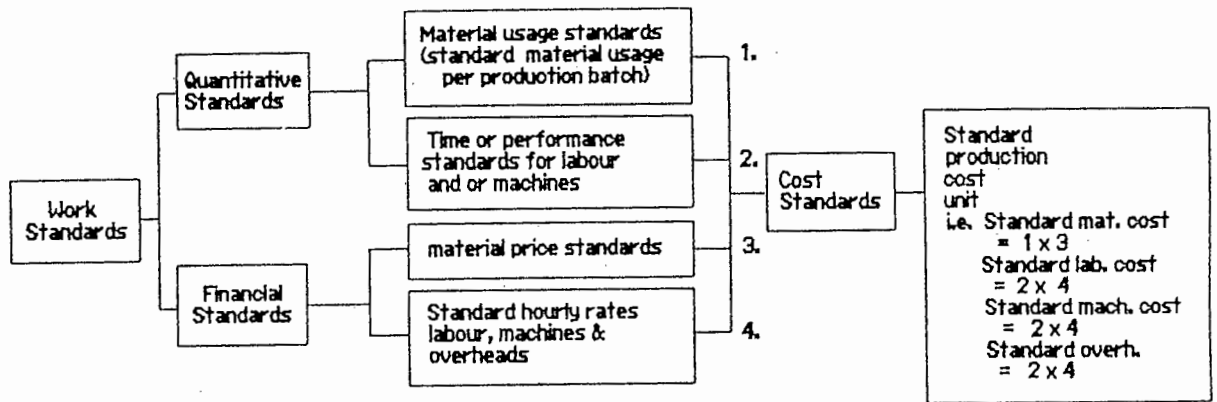 Work
Standards
Quantitative
Standards
Financial
Standards
Material usage standards
(standard material usage
per production batch)
1.
Time or performance
standards for labour
and or machines
2.
material price standards
3.
Standard hourly rates
labour, machines &
overheads
4.
Cost
Standards
Standard
production
cost
unit
i.e. Standard mat. cost
= 1 x 3
Standard lab. cost
= 2 x 4
Standard mach. cost
= 2 x 4
Standard overh.
= 2 x 4